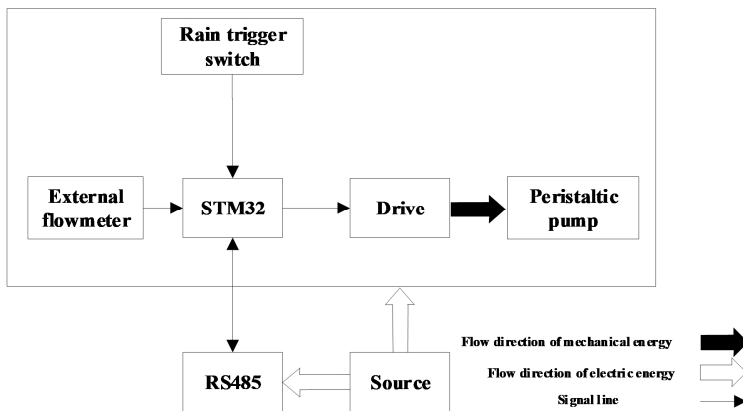 Rain trigger
switch
External
flowmeter
STM32
Drive
Peristaltic
pump
RS485
Source
Flow direction of mechanical energy
Flow direction of electric energy
Signal line